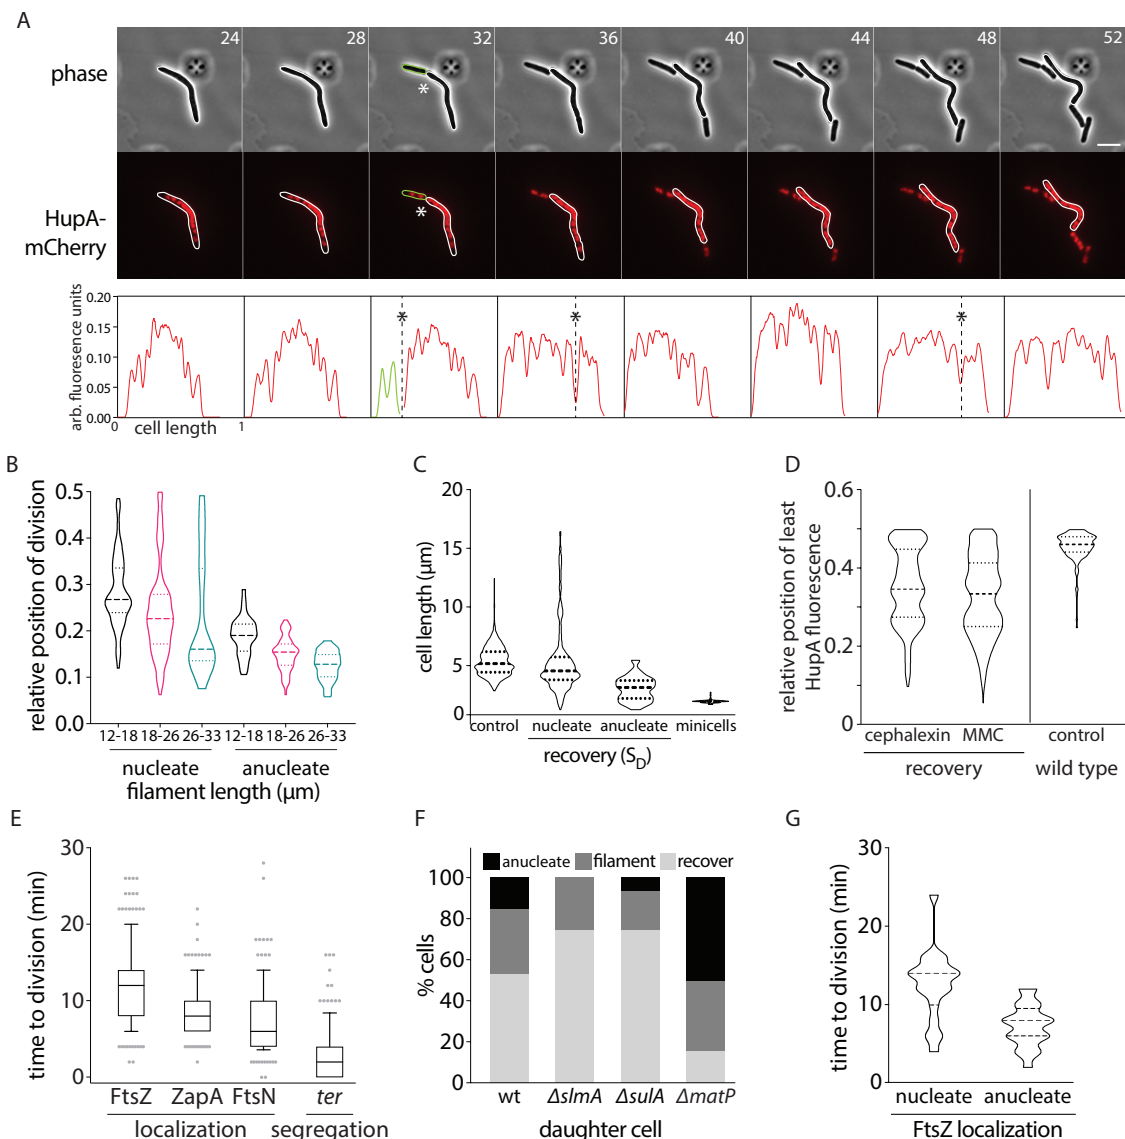 A
24 28 32 36 40 44 48 52
phase
*
HupA-
mCherry
*
arb. fluoresence units
0.20
0.15
0.10
0.05
0.00
* * *
0 cell length 1
B
relative position of division
0.5
0.4
0.3
0.2
0.1
0.0
12-18 18-26 26-33 12-18 18-26 26-33
nucleate anucleate
filament length (μm)
C
cell length (μm)
20
15
10
5
0
control nucleate anucleate minicells
recovery (S_D)
D
relative position of least
HupA fluorescence
0.6
0.4
0.2
0
cephalexin MMC control
recovery wild type
E
time to division (min)
30
20
10
0
FtsZ ZapA FtsN ter
localization segregation
F
anucleate filament recover
% cells
100
80
60
40
20
0
wt ΔslmA ΔsulA ΔmatP
daughter cell
G
time to division (min)
30
20
10
0
nucleate anucleate
FtsZ localization